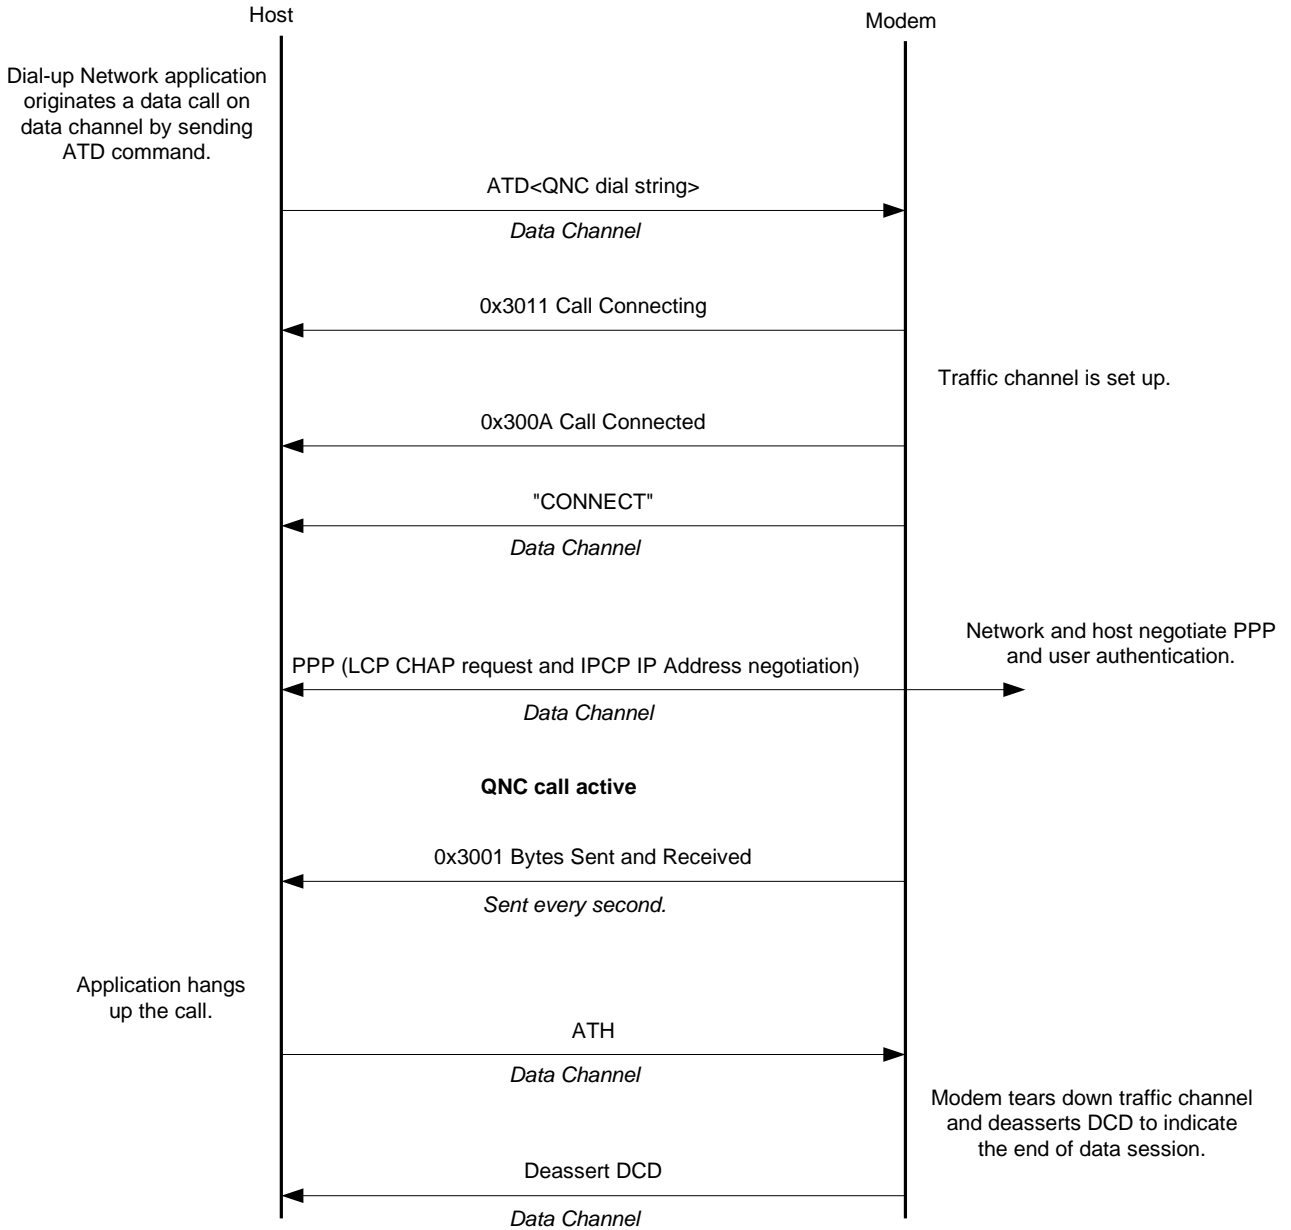 Host
Modem
Dial-up Network application
originates a data call on
data channel by sending
ATD command.
ATD<QNC dial string>
Data Channel
0x3011 Call Connecting
Traffic channel is set up.
0x300A Call Connected
"CONNECT"
Data Channel
Network and host negotiate PPP
and user authentication.
PPP (LCP CHAP request and IPCP IP Address negotiation)
Data Channel
QNC call active
0x3001 Bytes Sent and Received
Sent every second.
Application hangs
up the call.
ATH
Data Channel
Modem tears down traffic channel
and deasserts DCD to indicate
the end of data session.
Deassert DCD
Data Channel